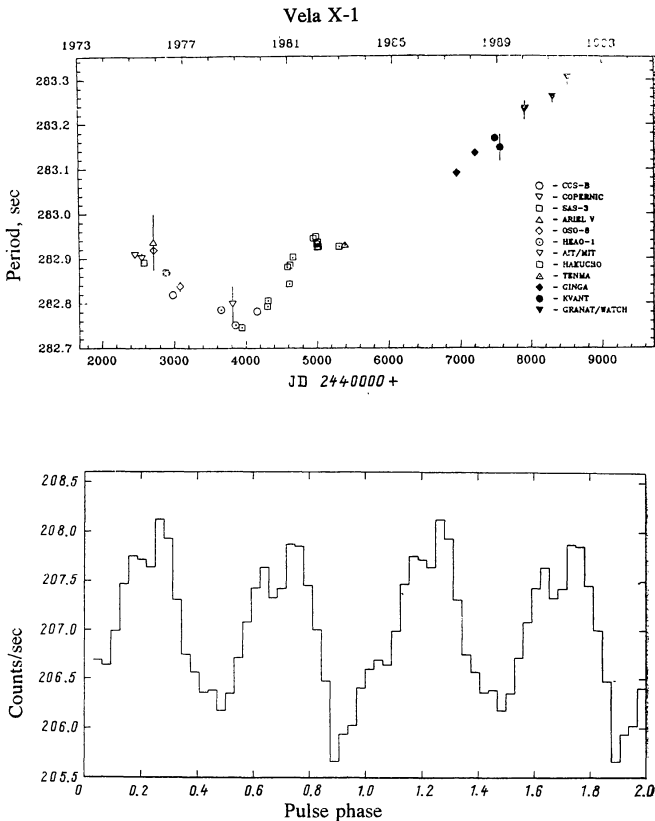 Vela X-1
1973 1977 1981 1985 1989
283.3
283.2
283.1
283.0
282.9
282.8
282.7
Period, sec
○ - COS-B
▽ - COPERNIC
□ - SAS-3
△ - ARIEL V
◇ - OSO-8
⊙ - HEAO-1
□ - HAKUCHO
△ - TENMA
◆ - GINGA
● - KVANT
▼ - GRANAT/WATCH
2000 3000 4000 5000 6000 7000 8000 9000
JD 2440000+
208.5
208.0
207.5
207.0
206.5
206.0
205.5
Counts/sec
0 0.2 0.4 0.6 0.8 1.0 1.2 1.4 1.6 1.8 2.0
Pulse phase